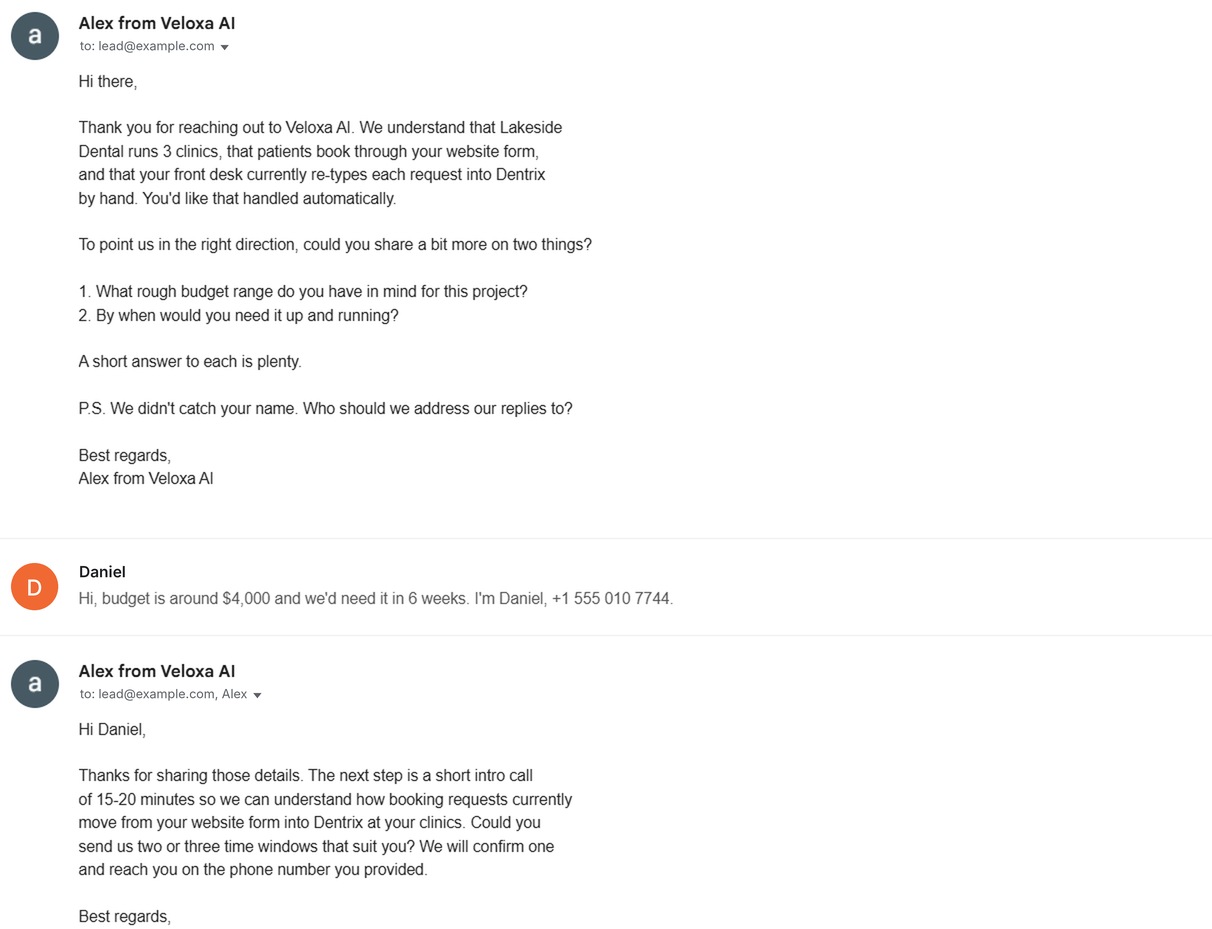 a
Alex from Veloxa AI
to: lead@example.com
Hi there,
Thank you for reaching out to Veloxa AI. We understand that Lakeside
Dental runs 3 clinics, that patients book through your website form,
and that your front desk currently re-types each request into Dentrix
by hand. You'd like that handled automatically.
To point us in the right direction, could you share a bit more on two things?
1. What rough budget range do you have in mind for this project?
2. By when would you need it up and running?
A short answer to each is plenty.
P.S. We didn't catch your name. Who should we address our replies to?
Best regards,
Alex from Veloxa AI
D
Daniel
Hi, budget is around $4,000 and we'd need it in 6 weeks. I'm Daniel, +1 555 010 7744.
a
Alex from Veloxa AI
to: lead@example.com, Alex
Hi Daniel,
Thanks for sharing those details. The next step is a short intro call
of 15-20 minutes so we can understand how booking requests currently
move from your website form into Dentrix at your clinics. Could you
send us two or three time windows that suit you? We will confirm one
and reach you on the phone number you provided.
Best regards,